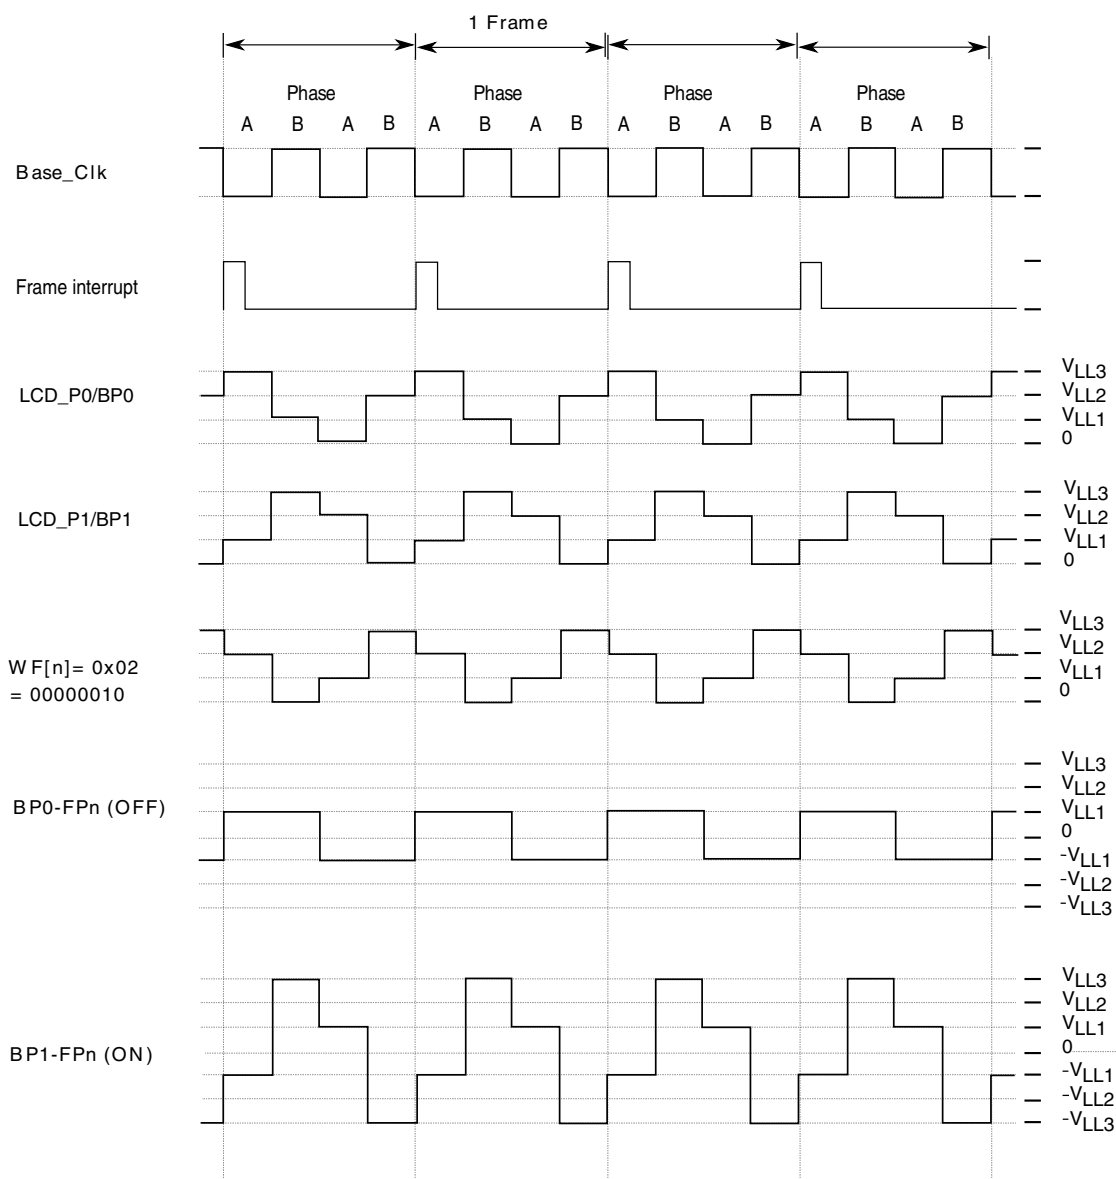 1 Frame
Phase Phase Phase Phase
A B A B A B A B A B A B A B A B
Base_Clk
Frame interrupt
LCD_P0/BP0
VLL3
VLL2
VLL1
0
LCD_P1/BP1
VLL3
VLL2
VLL1
0
WF[n]= 0x02
= 00000010
VLL3
VLL2
VLL1
0
BP0-FPn (OFF)
VLL3
VLL2
VLL1
0
-VLL1
-VLL2
-VLL3
BP1-FPn (ON)
VLL3
VLL2
VLL1
0
-VLL1
-VLL2
-VLL3